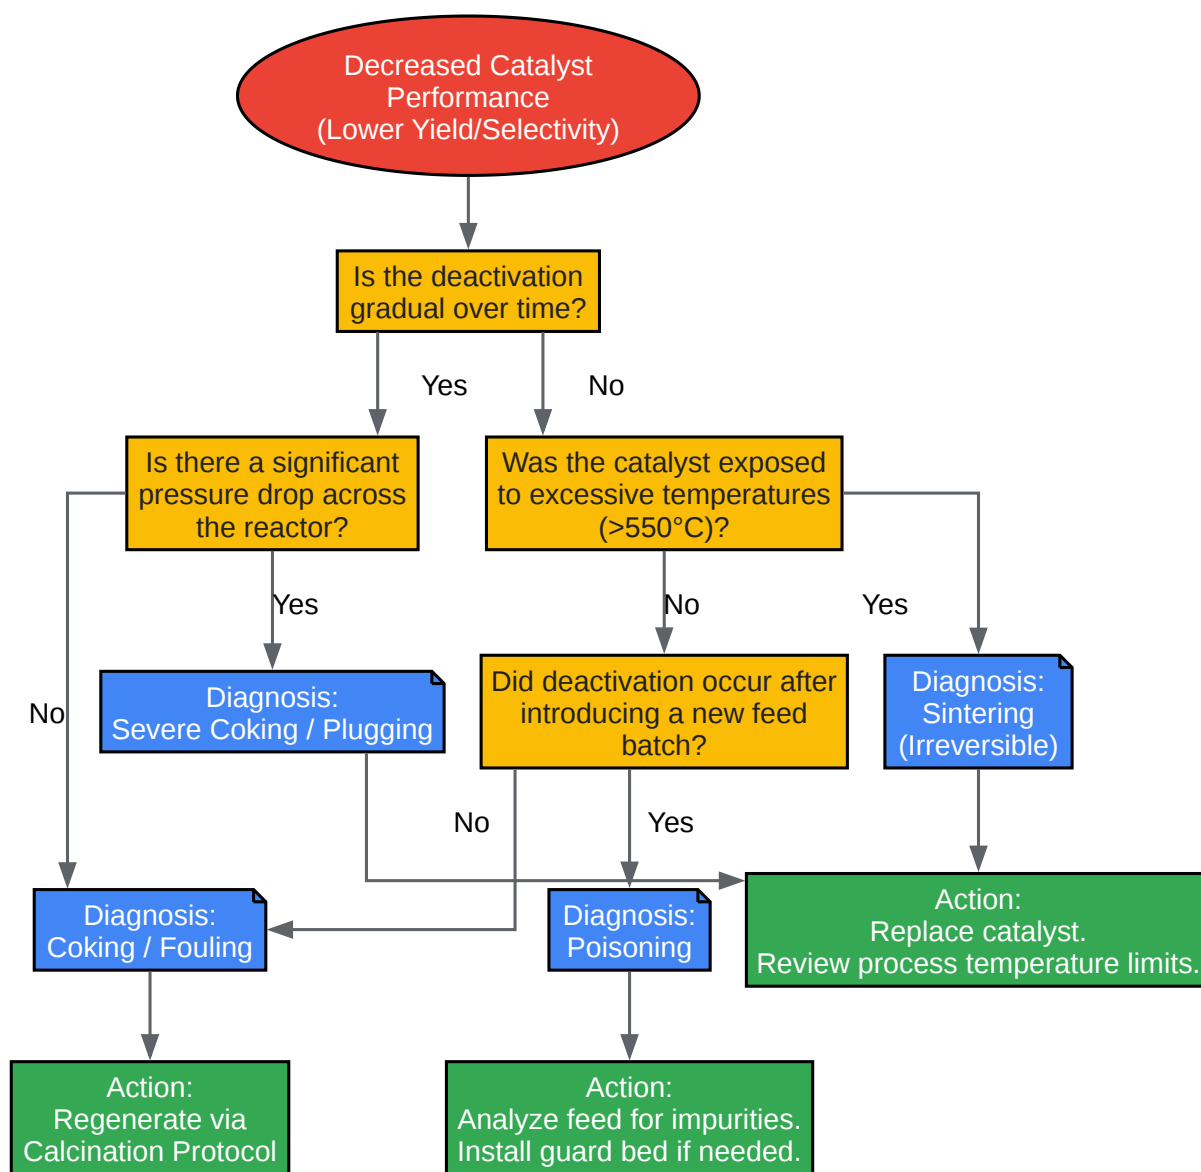 Decreased Catalyst
Performance
(Lower Yield/Selectivity)
Is the deactivation
gradual over time?
Yes
No
Is there a significant
pressure drop across
the reactor?
Was the catalyst exposed
to excessive temperatures
(>550°C)?
Yes
No
Yes
No
Diagnosis:
Severe Coking / Plugging
Did deactivation occur after
introducing a new feed
batch?
Diagnosis:
Sintering
(Irreversible)
No
Yes
Diagnosis:
Coking / Fouling
Diagnosis:
Poisoning
Action:
Replace catalyst.
Review process temperature limits.
Action:
Regenerate via
Calcination Protocol
Action:
Analyze feed for impurities.
Install guard bed if needed.